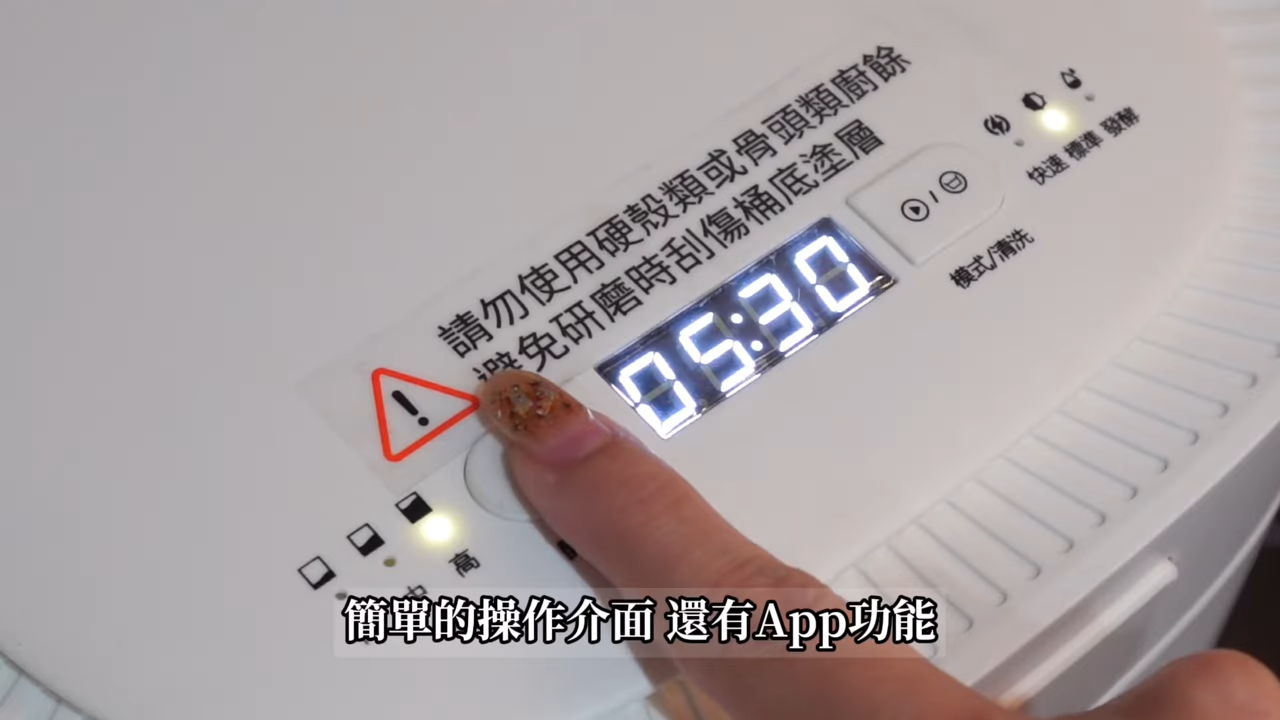 請勿使用硬殼類或骨頭類廚餘
避免研磨時刮傷桶底塗層
05:30
快速 標準 發酵
模式/清洗
中 高
簡單的操作介面 還有App功能